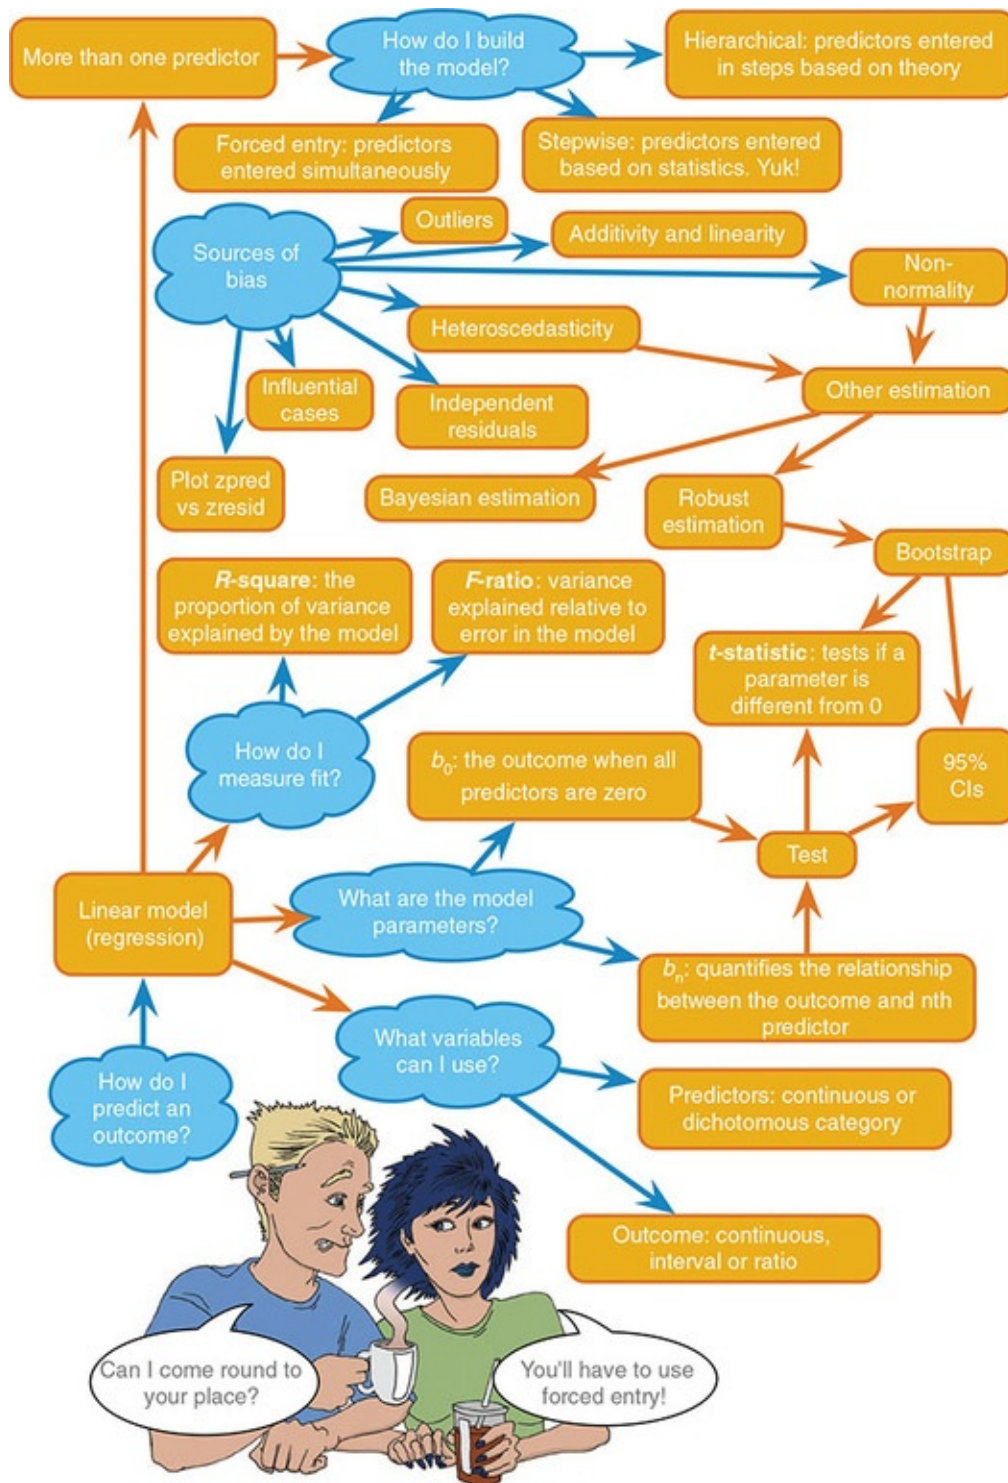 More than one predictor
How do I build
the model?
Hierarchical: predictors entered
in steps based on theory
Forced entry: predictors
entered simultaneously
Stepwise: predictors entered
based on statistics. Yuk!
Outliers
Additivity and linearity
Sources of
bias
Non-
normality
Heteroscedasticity
Influential
cases
Independent
residuals
Other estimation
Plot zpred
vs zresid
Bayesian estimation
Robust
estimation
Bootstrap
R-square: the
proportion of variance
explained by the model
F-ratio: variance
explained relative to
error in the model
t-statistic: tests if a
parameter is
different from 0
How do I
measure fit?
b0: the outcome when all
predictors are zero
95%
CIs
Test
Linear model
(regression)
What are the model
parameters?
bn: quantifies the relationship
between the outcome and nth
predictor
What variables
can I use?
How do I
predict an
outcome?
Predictors: continuous or
dichotomous category
Outcome: continuous,
interval or ratio
Can I come round to
your place?
You'll have to use
forced entry!